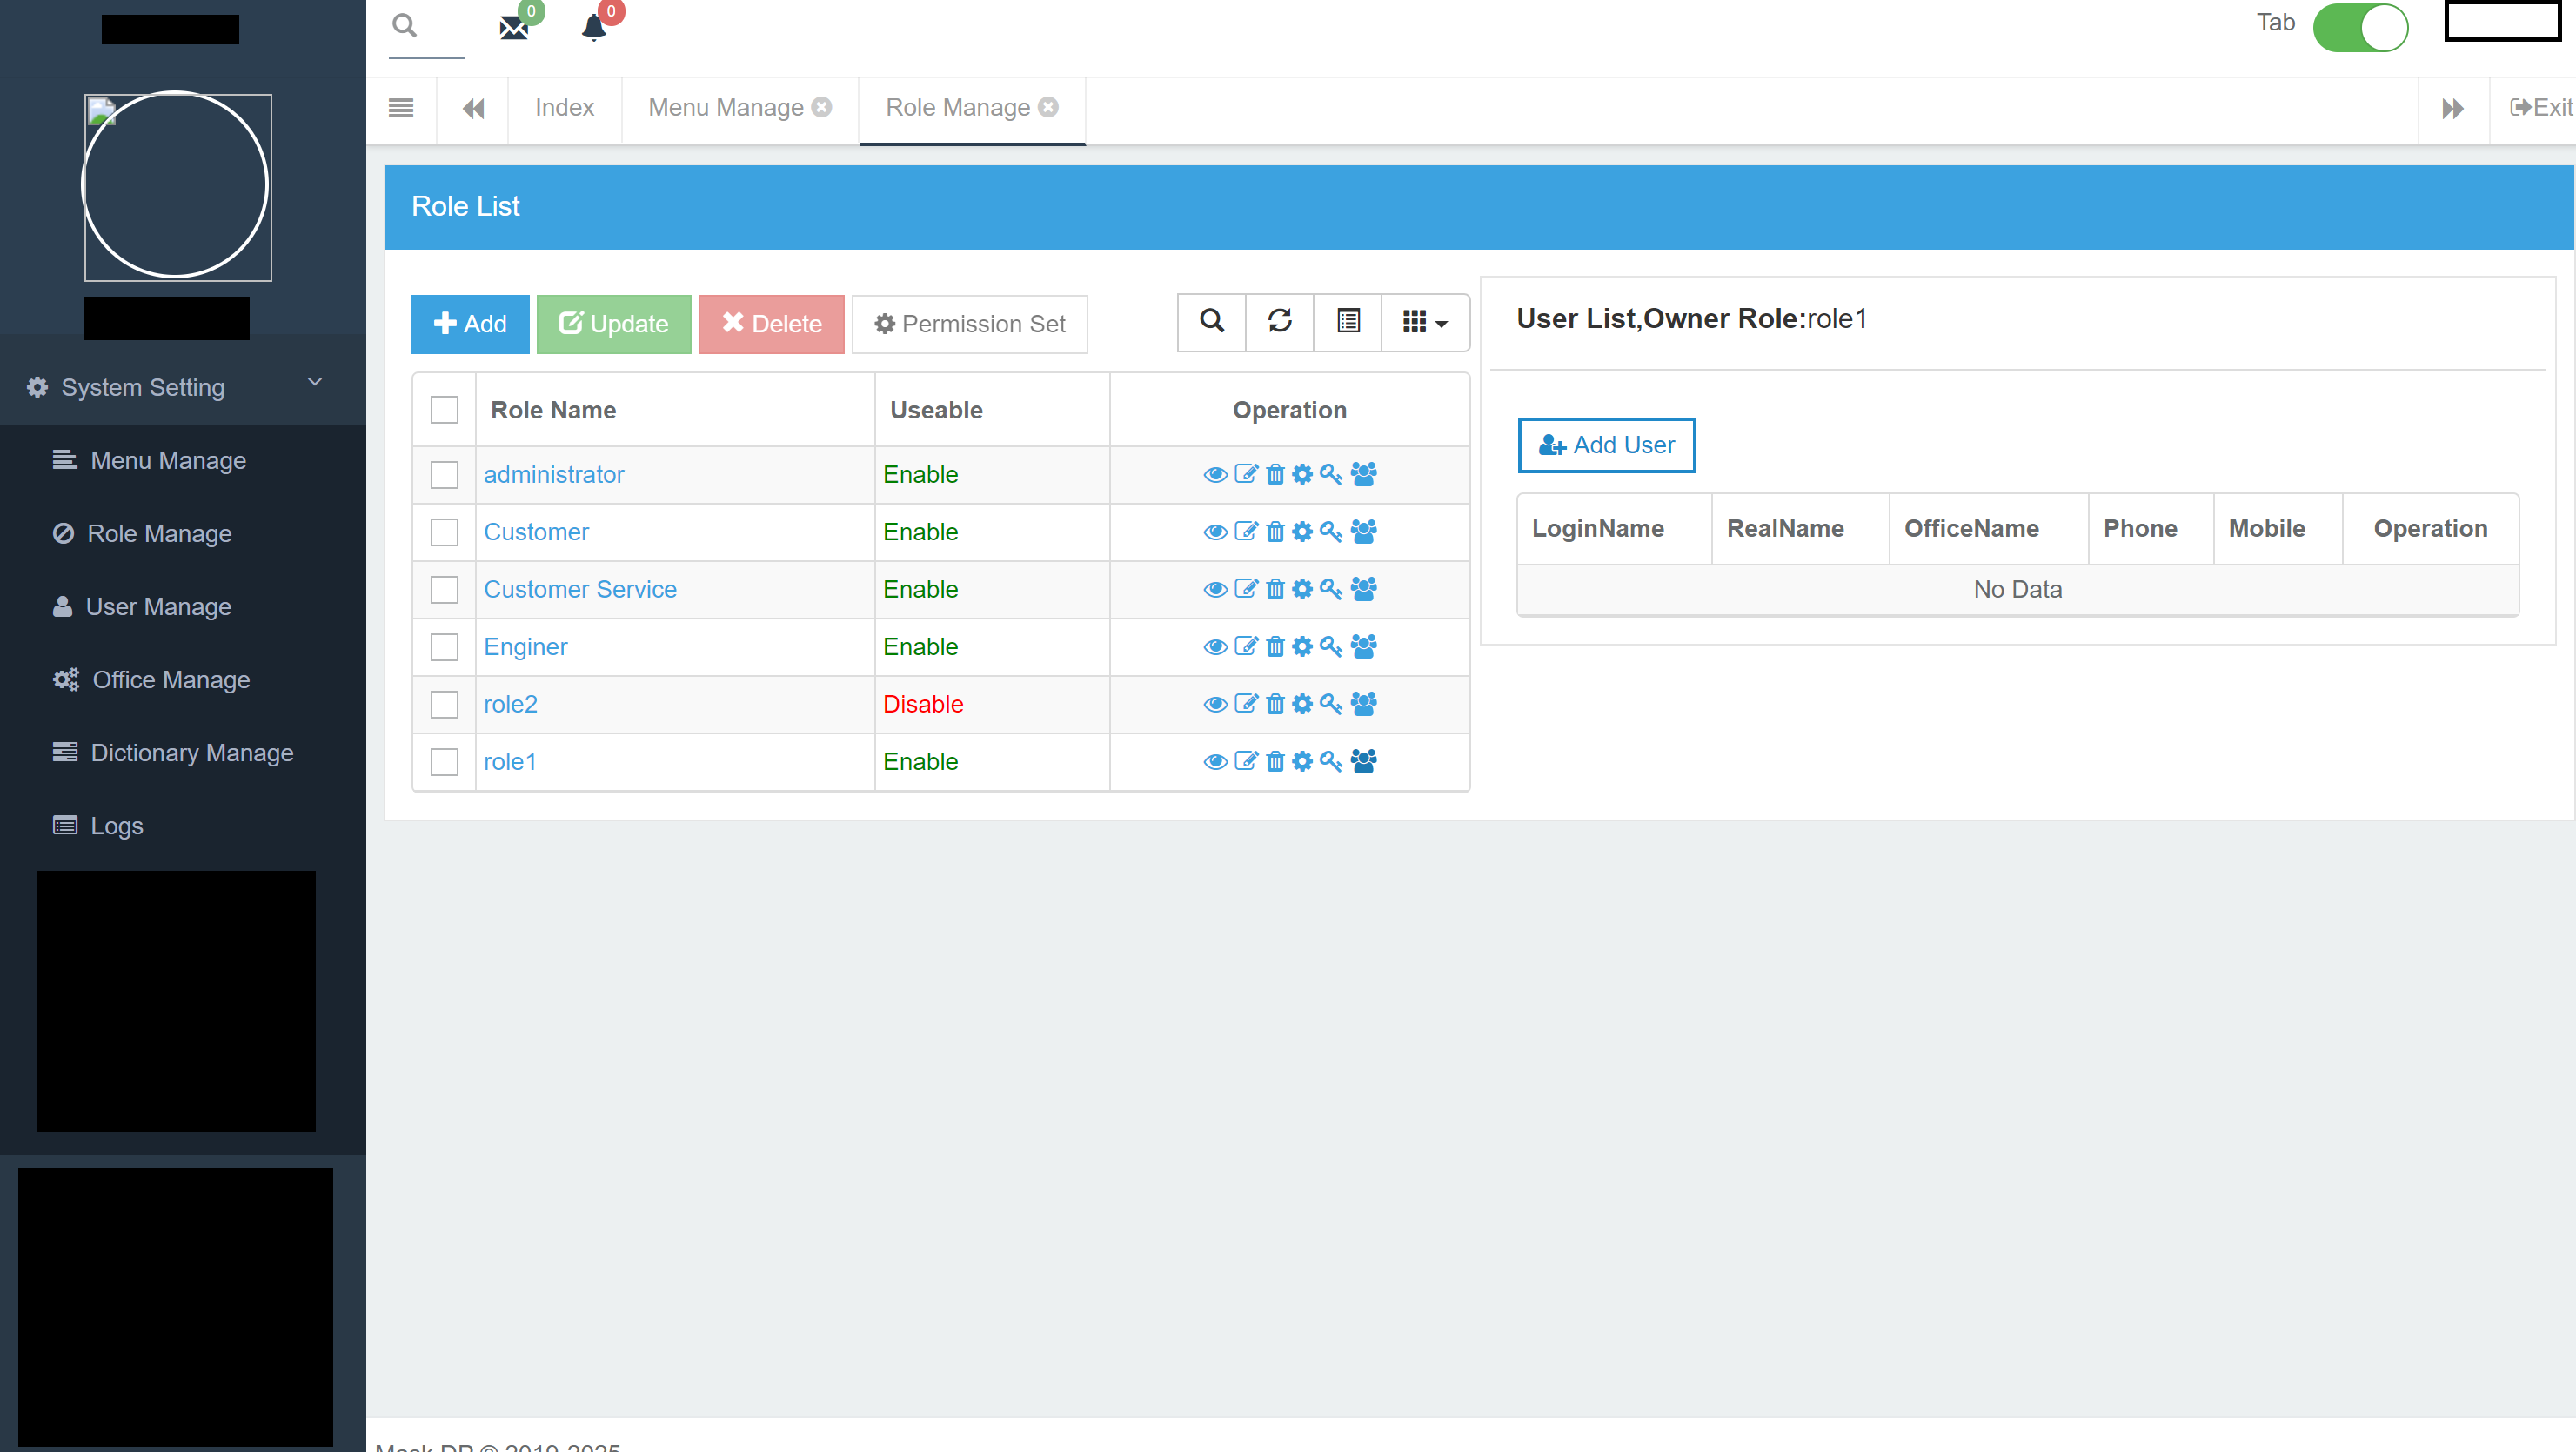 0
0
Tab
Index
Menu Manage
Role Manage
Exit
Role List
Add
Update
Delete
Permission Set
User List,Owner Role:role1
System Setting
Menu Manage
Role Manage
User Manage
Office Manage
Dictionary Manage
Logs
Role Name Useable Operation
administrator Enable
Customer Enable
Customer Service Enable
Enginer Enable
role2 Disable
role1 Enable
Add User
LoginName RealName OfficeName Phone Mobile Operation
No Data
© 2019-2025